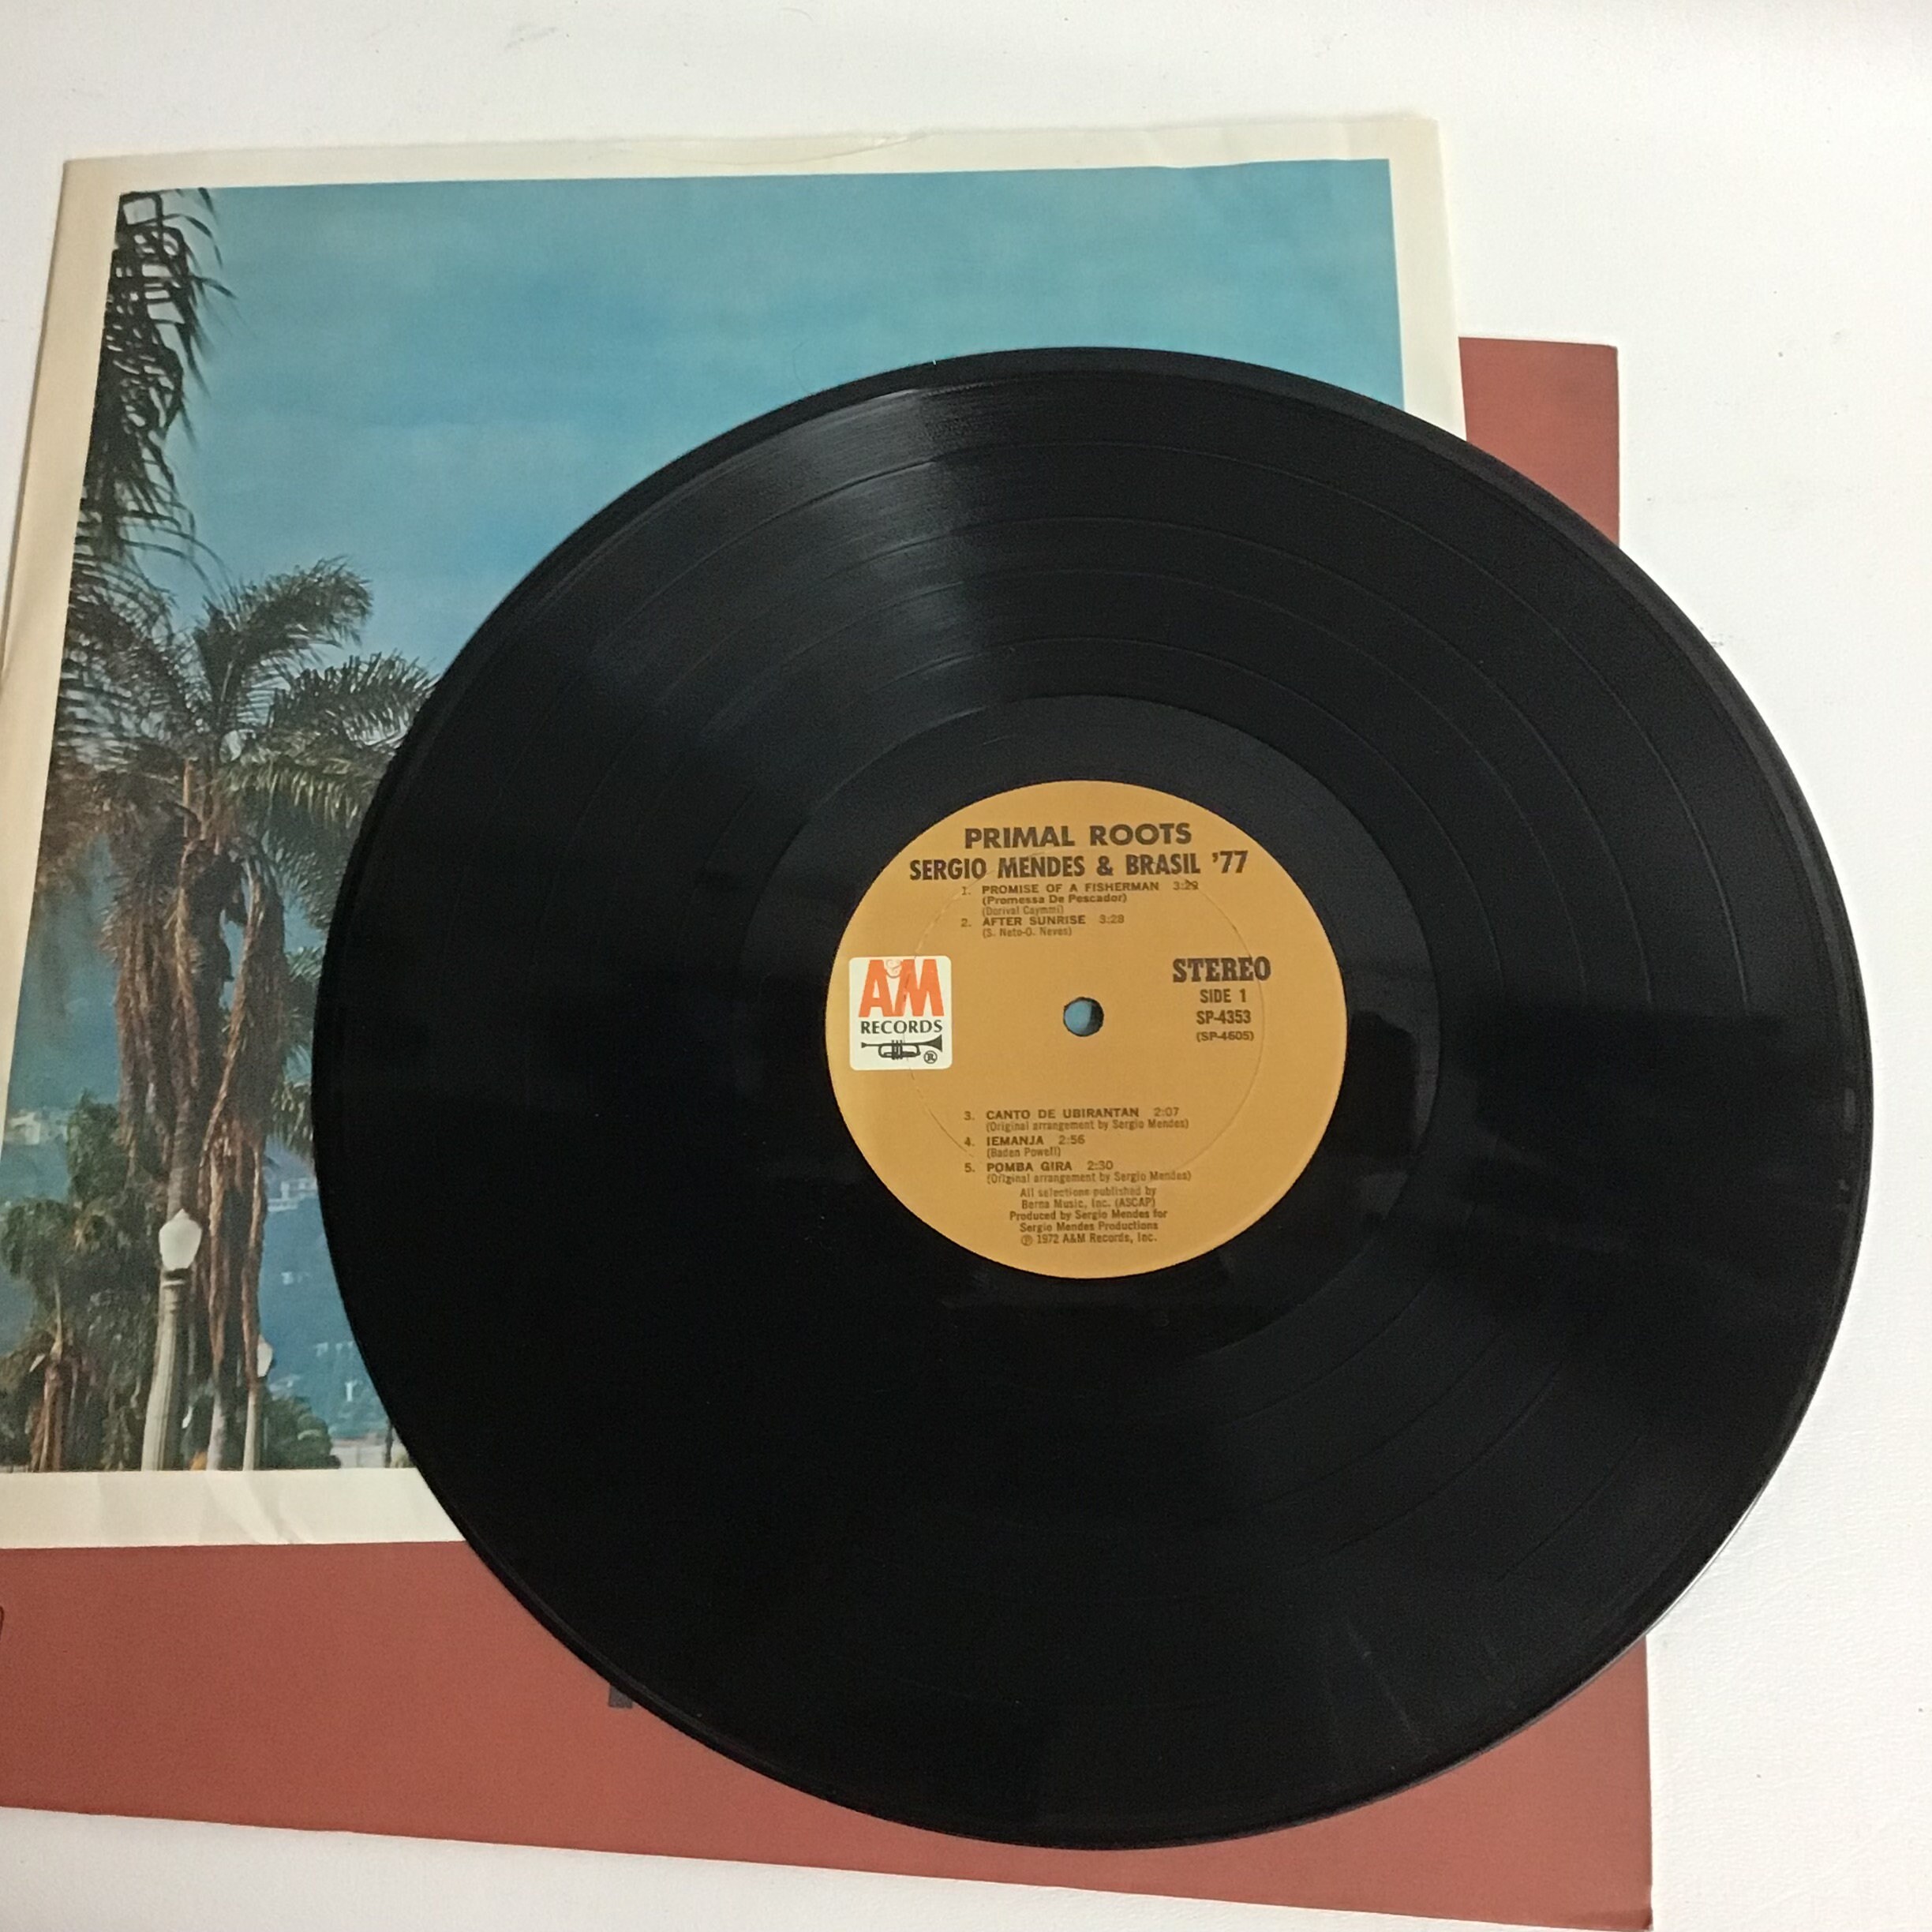 PRIMAL ROOTS
SERGIO MENDES & BRASIL '77
1. PROMISE OF A FISHERMAN 3:29
(Promessa De Pescador)
(Dorival Caymmi)
2. AFTER SUNRISE 3:28
(S. Neto-O. Neves)
A&M
RECORDS
®
STEREO
SIDE 1
SP-4353
(SP-4605)
3. CANTO DE UBIRANTAN 2:07
(Original arrangement by Sergio Mendes)
4. IEMANJA 2:56
(Baden Powell)
5. POMBA GIRA 2:30
(Original arrangement by Sergio Mendes)
All selections published by
Berna Music, Inc. (ASCAP)
Produced by Sergio Mendes for
Sergio Mendes Productions
℗ 1972 A&M Records, Inc.